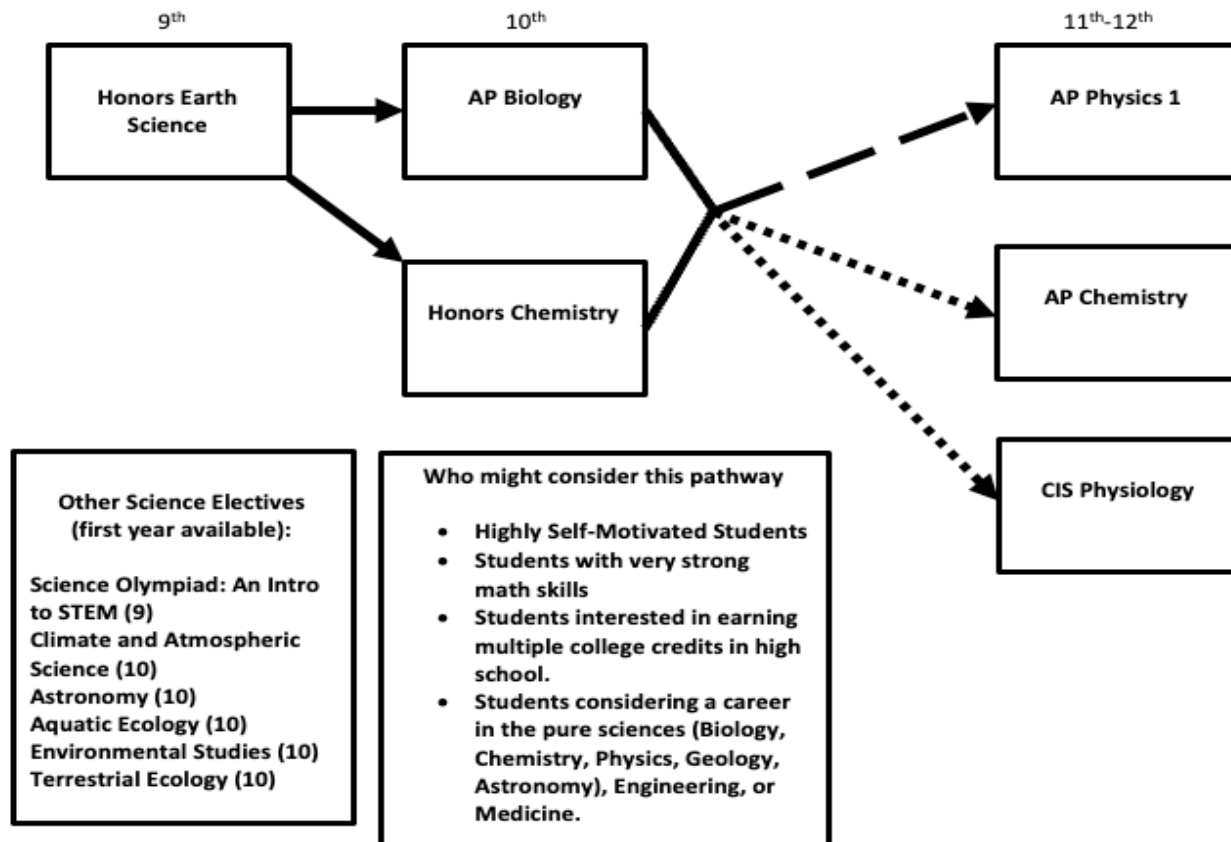 9th
10th
11th-12th
Honors Earth
Science
AP Biology
AP Physics 1
Honors Chemistry
AP Chemistry
CIS Physiology
Other Science Electives
(first year available):
Science Olympiad: An Intro
to STEM (9)
Climate and Atmospheric
Science (10)
Astronomy (10)
Aquatic Ecology (10)
Environmental Studies (10)
Terrestrial Ecology (10)
Who might consider this pathway
• Highly Self-Motivated Students
• Students with very strong
math skills
• Students interested in earning
multiple college credits in high
school.
• Students considering a career
in the pure sciences (Biology,
Chemistry, Physics, Geology,
Astronomy), Engineering, or
Medicine.